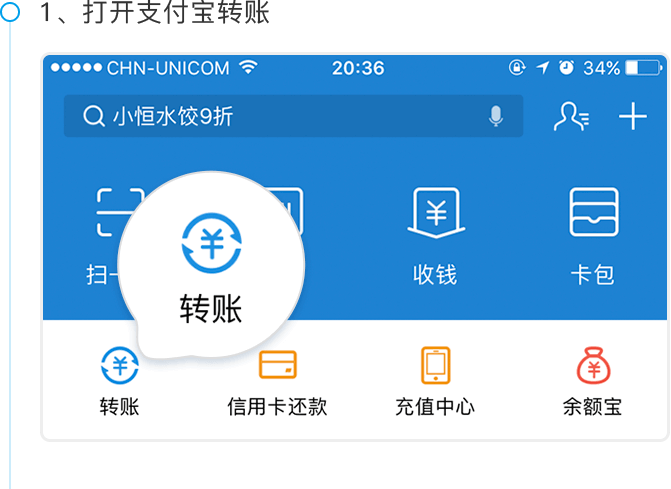 1、打开支付宝转账
CHN-UNICOM 20:36 34%
小恒水饺9折
转账
扫一 收钱 卡包
转账 信用卡还款 充值中心 余额宝